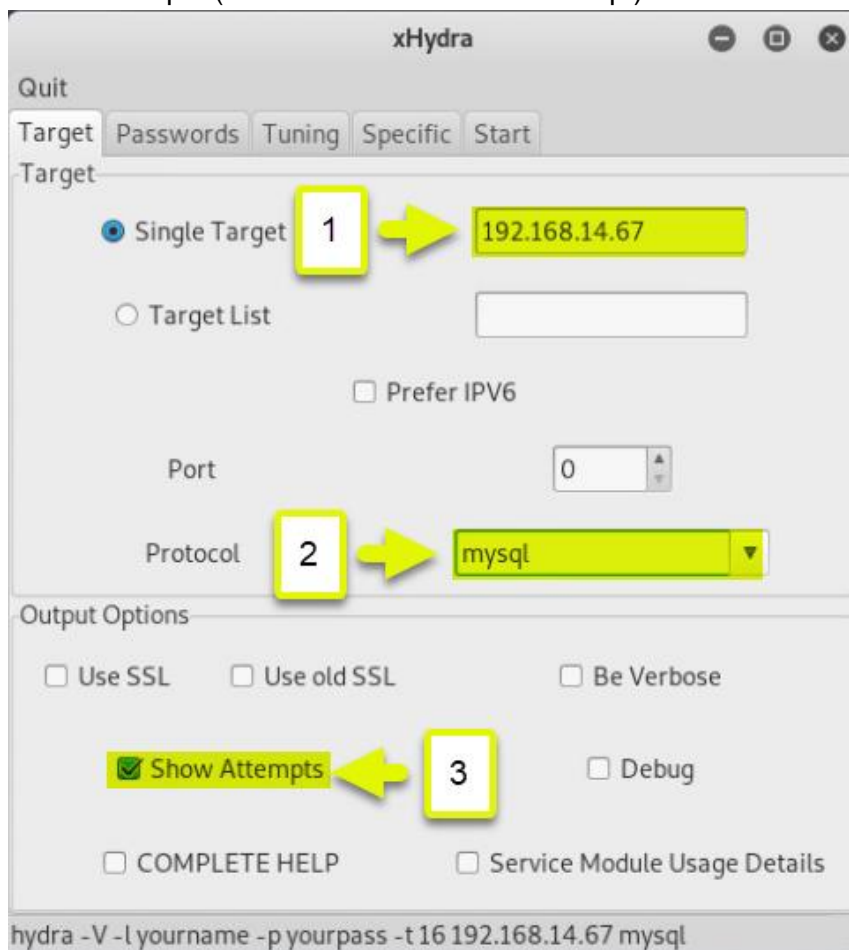 xHydra
Quit
Target Passwords Tuning Specific Start
Target
Single Target 1 192.168.14.67
Target List
Prefer IPV6
Port 0
Protocol 2 mysql
Output Options
Use SSL Use old SSL Be Verbose
Show Attempts 3 Debug
COMPLETE HELP Service Module Usage Details
hydra -V -l yourname -p yourpass -t 16 192.168.14.67 mysql